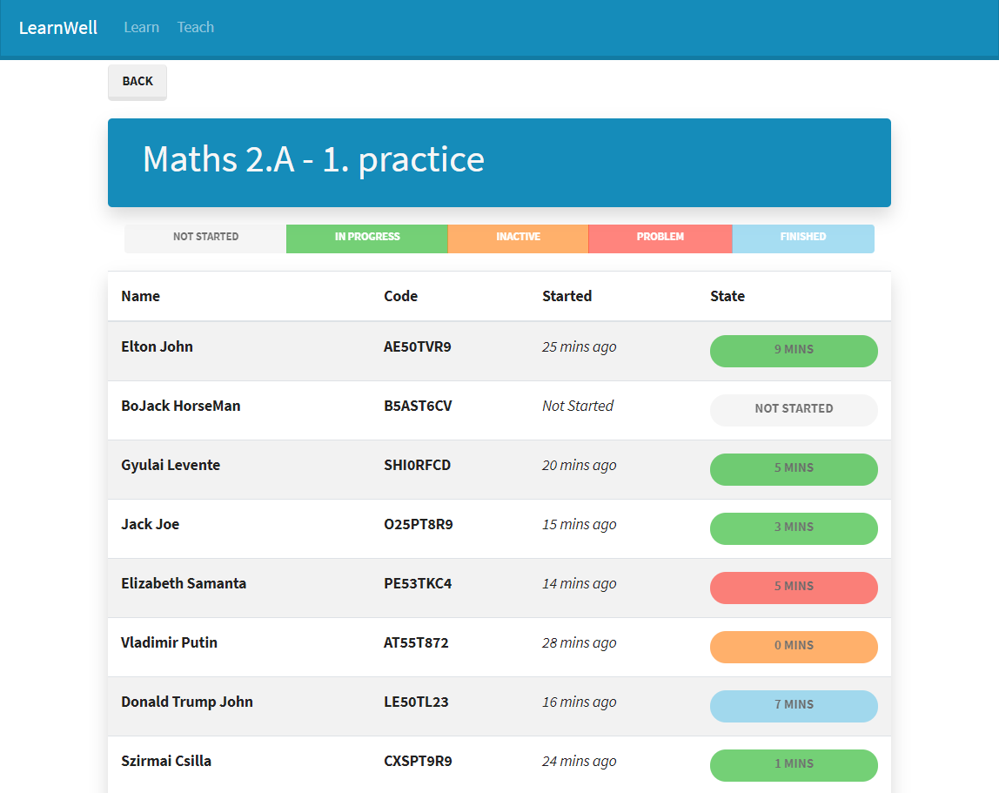 LearnWell Learn Teach
BACK
Maths 2.A - 1. practice
NOT STARTED IN PROGRESS INACTIVE PROBLEM FINISHED
Name Code Started State
Elton John AE50TVR9 25 mins ago 9 MINS
BoJack HorseMan B5AST6CV Not Started NOT STARTED
Gyulai Levente SHI0RFCD 20 mins ago 5 MINS
Jack Joe O25PT8R9 15 mins ago 3 MINS
Elizabeth Samanta PE53TKC4 14 mins ago 5 MINS
Vladimir Putin AT55T872 28 mins ago 0 MINS
Donald Trump John LE50TL23 16 mins ago 7 MINS
Szirmai Csilla CXSPT9R9 24 mins ago 1 MINS